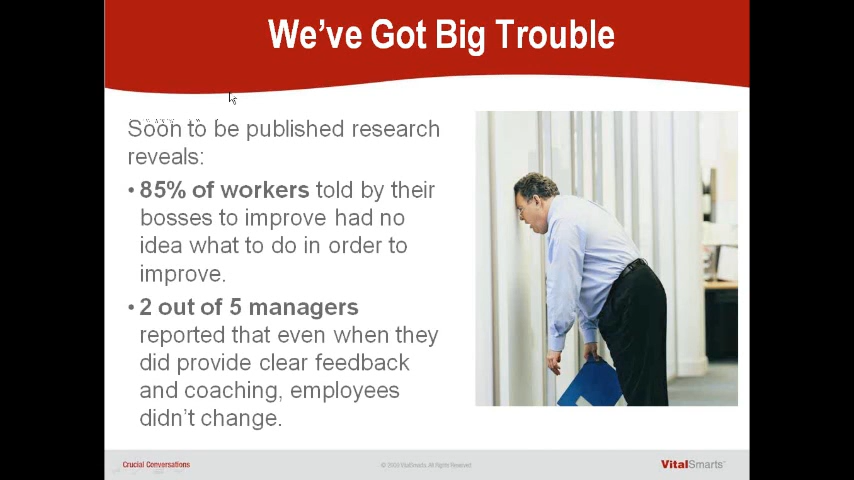 We’ve Got Big Trouble
Soon to be published research
reveals:
• 85% of workers told by their
bosses to improve had no
idea what to do in order to
improve.
• 2 out of 5 managers
reported that even when they
did provide clear feedback
and coaching, employees
didn’t change.
Crucial Conversations
VitalSmarts